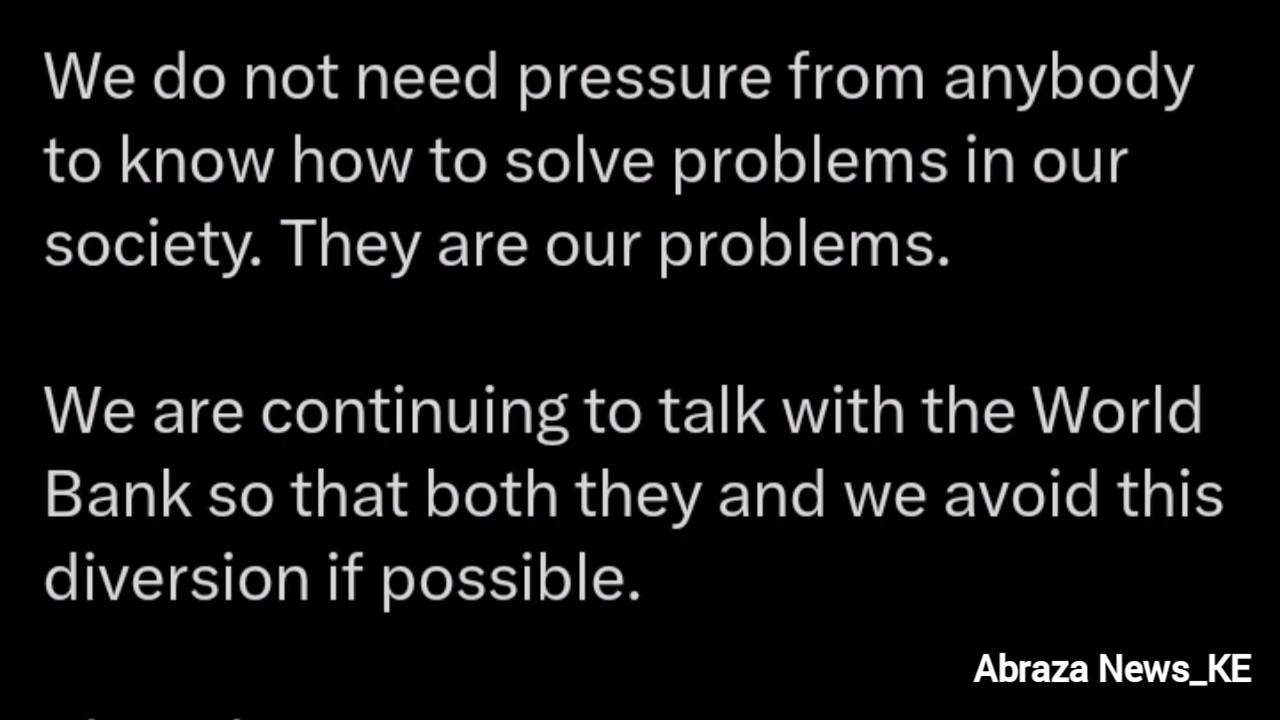 We do not need pressure from anybody
to know how to solve problems in our
society. They are our problems.
We are continuing to talk with the World
Bank so that both they and we avoid this
diversion if possible.
Abraza News_KE